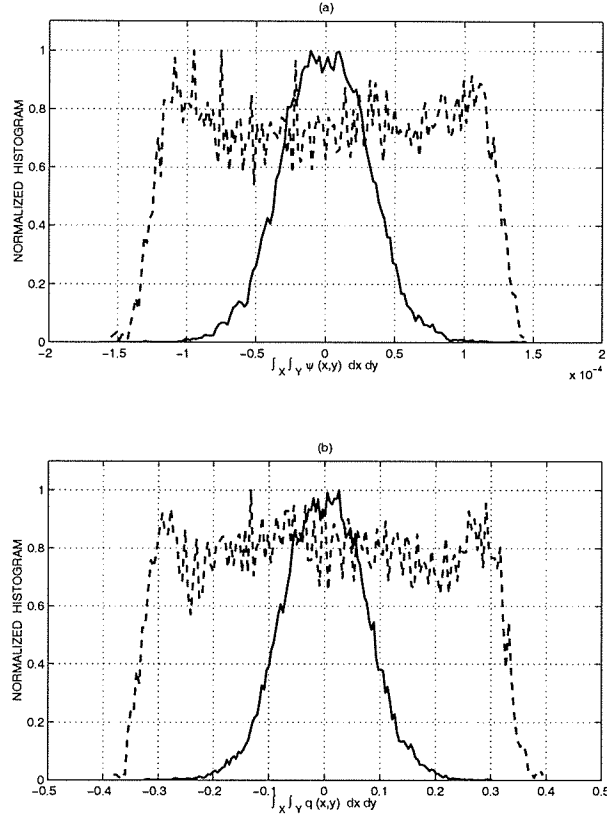 (a)
NORMALIZED HISTOGRAM
1
0.8
0.6
0.4
0.2
0
−2 −1.5 −1 −0.5 0 0.5 1 1.5 2
∫X ∫Y ψ (x,y) dx dy
x 10⁻⁴
(b)
NORMALIZED HISTOGRAM
1
0.8
0.6
0.4
0.2
0
−0.5 −0.4 −0.3 −0.2 −0.1 0 0.1 0.2 0.3 0.4 0.5
∫X ∫Y q (x,y) dx dy